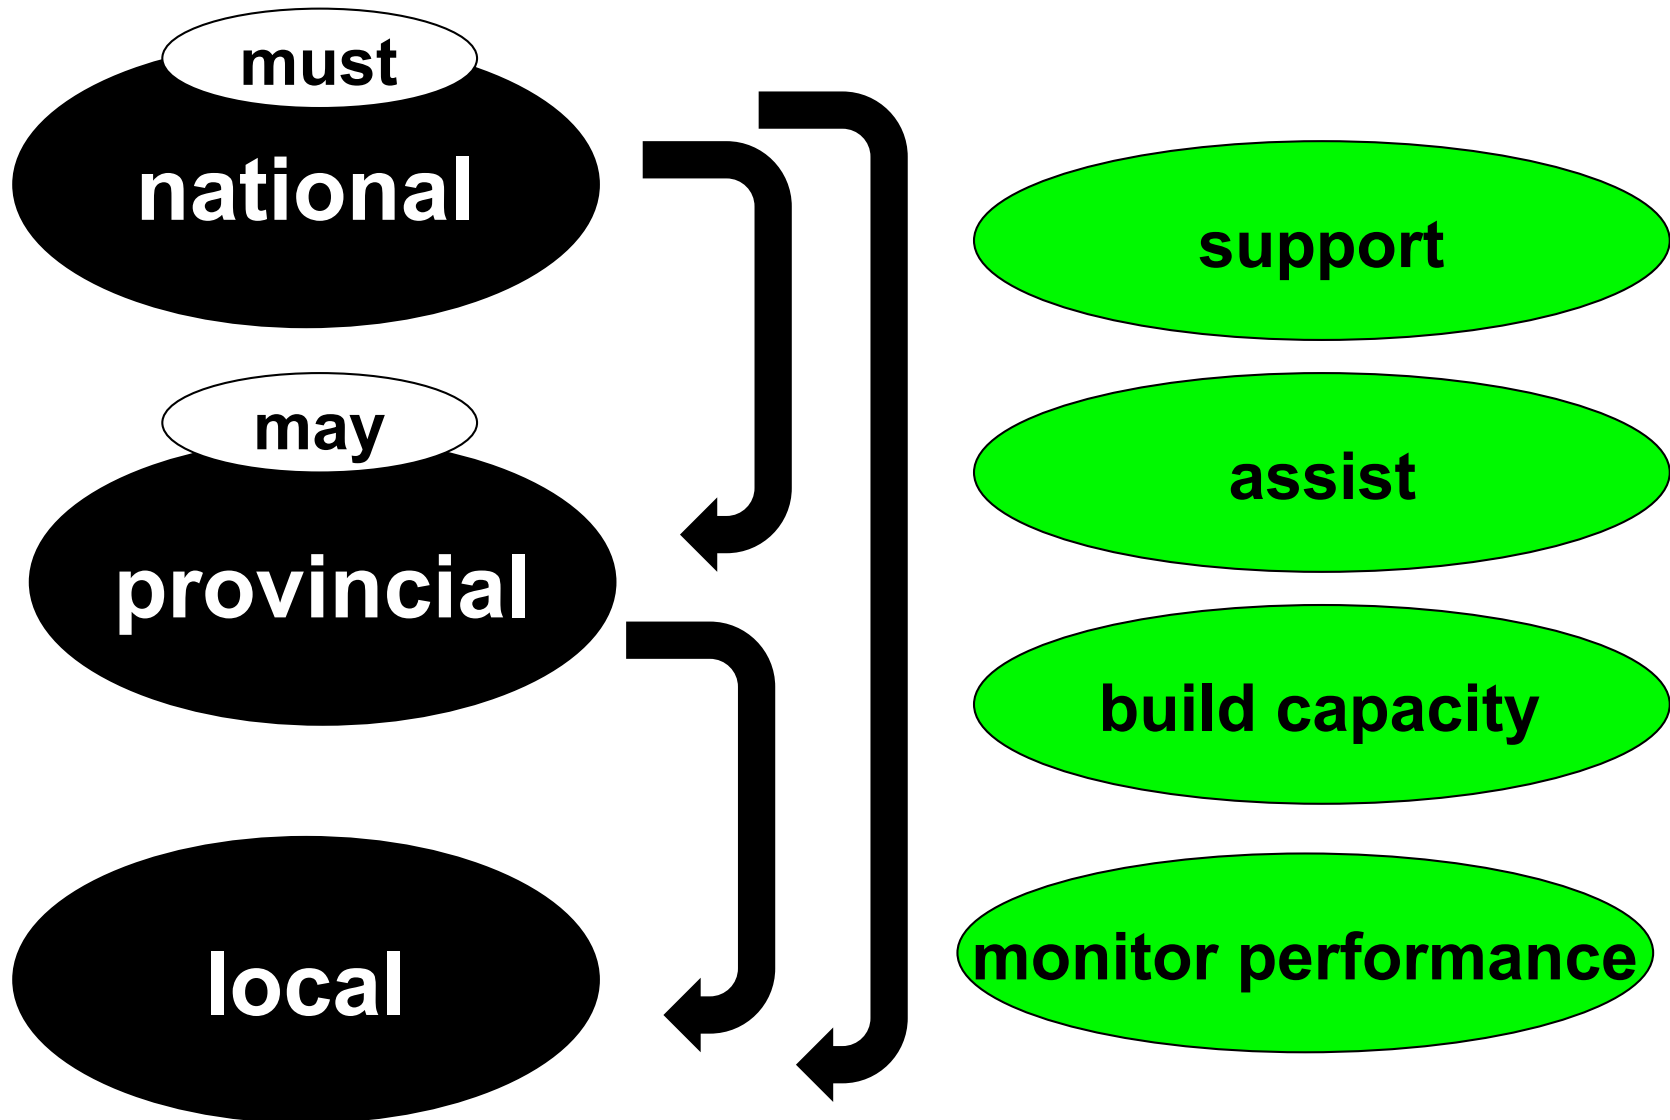 must
national
may
provincial
local
support
assist
build capacity
monitor performance